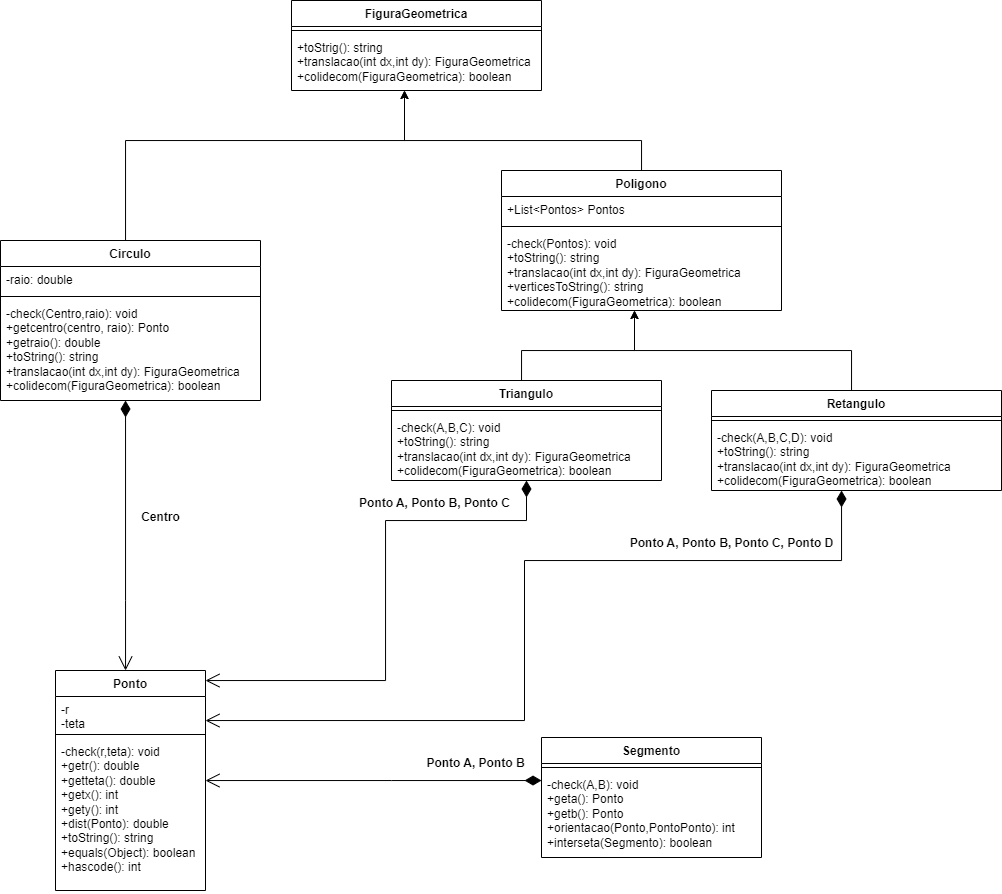 FiguraGeometrica
+toStrig(): string
+translacao(int dx,int dy): FiguraGeometrica
+colidecom(FiguraGeometrica): boolean
Poligono
+List<Pontos> Pontos
-check(Pontos): void
+toString(): string
+translacao(int dx,int dy): FiguraGeometrica
+verticesToString(): string
+colidecom(FiguraGeometrica): boolean
Circulo
-raio: double
-check(Centro,raio): void
+getcentro(centro, raio): Ponto
+getraio(): double
+toString(): string
+translacao(int dx,int dy): FiguraGeometrica
+colidecom(FiguraGeometrica): boolean
Triangulo
-check(A,B,C): void
+toString(): string
+translacao(int dx,int dy): FiguraGeometrica
+colidecom(FiguraGeometrica): boolean
Retangulo
-check(A,B,C,D): void
+toString(): string
+translacao(int dx,int dy): FiguraGeometrica
+colidecom(FiguraGeometrica): boolean
Ponto A, Ponto B, Ponto C
Centro
Ponto A, Ponto B, Ponto C, Ponto D
Ponto
-r
-teta
-check(r,teta): void
+getr(): double
+getteta(): double
+getx(): int
+gety(): int
+dist(Ponto): double
+toString(): string
+equals(Object): boolean
+hascode(): int
Ponto A, Ponto B
Segmento
-check(A,B): void
+geta(): Ponto
+getb(): Ponto
+orientacao(Ponto,PontoPonto): int
+interseta(Segmento): boolean